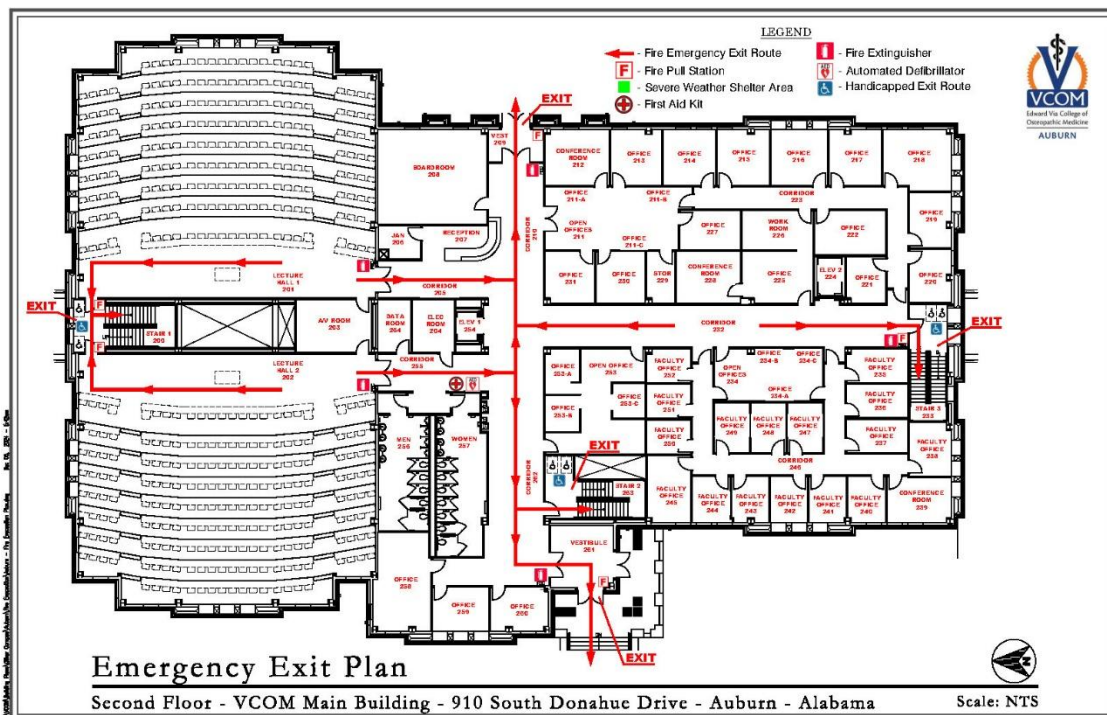 LEGEND
- Fire Emergency Exit Route
- Fire Extinguisher
F - Fire Pull Station
- Automated Defibrillator
- Severe Weather Shelter Area
- Handicapped Exit Route
- First Aid Kit
VCOM
Edward Via College of
Osteopathic Medicine
AUBURN
EXIT
VEST
209
F
BOARDROOM
208
CONFERENCE
ROOM
212
OFFICE
213
OFFICE
214
OFFICE
215
OFFICE
216
OFFICE
217
OFFICE
218
OFFICE
211-A
OFFICE
211-B
CORRIDOR
223
OFFICE
219
JAN
206
RECEPTION
207
CORRIDOR
210
OPEN
OFFICES
211
OFFICE
211-C
OFFICE
227
WORK
ROOM
226
OFFICE
222
LECTURE
HALL 1
201
CORRIDOR
205
OFFICE
231
OFFICE
230
STOR
229
CONFERENCE
ROOM
228
OFFICE
225
ELEV 2
224
OFFICE
221
OFFICE
220
EXIT
F
STAIR 1
F
A/V ROOM
203
DATA
ROOM
204
ELEC
ROOM
ELEV 1
254
CORRIDOR
232
EXIT
F
LECTURE
HALL 2
202
CORRIDOR
255
OFFICE
253-A
OPEN OFFICE
253
FACULTY
OFFICE
252
OPEN
OFFICES
234
OFFICE
234-B
OFFICE
234-C
FACULTY
OFFICE
OFFICE
234-A
OFFICE
253-B
OFFICE
253-C
FACULTY
OFFICE
251
FACULTY
OFFICE
236
STAIR 3
235
MEN
256
WOMEN
257
FACULTY
OFFICE
FACULTY
OFFICE
249
FACULTY
OFFICE
248
FACULTY
OFFICE
247
FACULTY
OFFICE
237
FACULTY
OFFICE
238
EXIT
CORRIDOR
246
CORRIDOR
262
STAIR 2
263
FACULTY
OFFICE
245
FACULTY
OFFICE
244
FACULTY
OFFICE
243
FACULTY
OFFICE
242
FACULTY
OFFICE
241
FACULTY
OFFICE
240
CONFERENCE
ROOM
239
VESTIBULE
261
F
OFFICE
258
OFFICE
259
OFFICE
260
EXIT
N
Emergency Exit Plan
Second Floor - VCOM Main Building - 910 South Donahue Drive - Auburn - Alabama
Scale: NTS